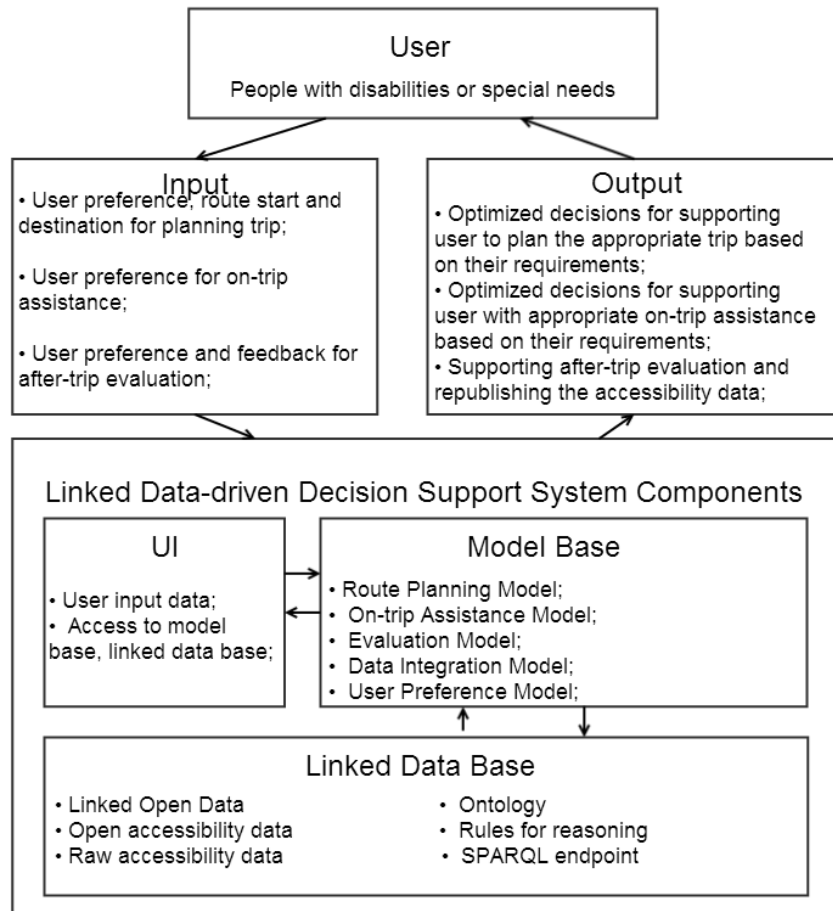 User
People with disabilities or special needs
Input
• User preference, route start and
destination for planning trip;
• User preference for on-trip
assistance;
• User preference and feedback for
after-trip evaluation;
Output
• Optimized decisions for supporting
user to plan the appropriate trip based
on their requirements;
• Optimized decisions for supporting
user with appropriate on-trip assistance
based on their requirements;
• Supporting after-trip evaluation and
republishing the accessibility data;
Linked Data-driven Decision Support System Components
UI
• User input data;
• Access to model
base, linked data base;
Model Base
• Route Planning Model;
• On-trip Assistance Model;
• Evaluation Model;
• Data Integration Model;
• User Preference Model;
Linked Data Base
• Linked Open Data
• Open accessibility data
• Raw accessibility data
• Ontology
• Rules for reasoning
• SPARQL endpoint